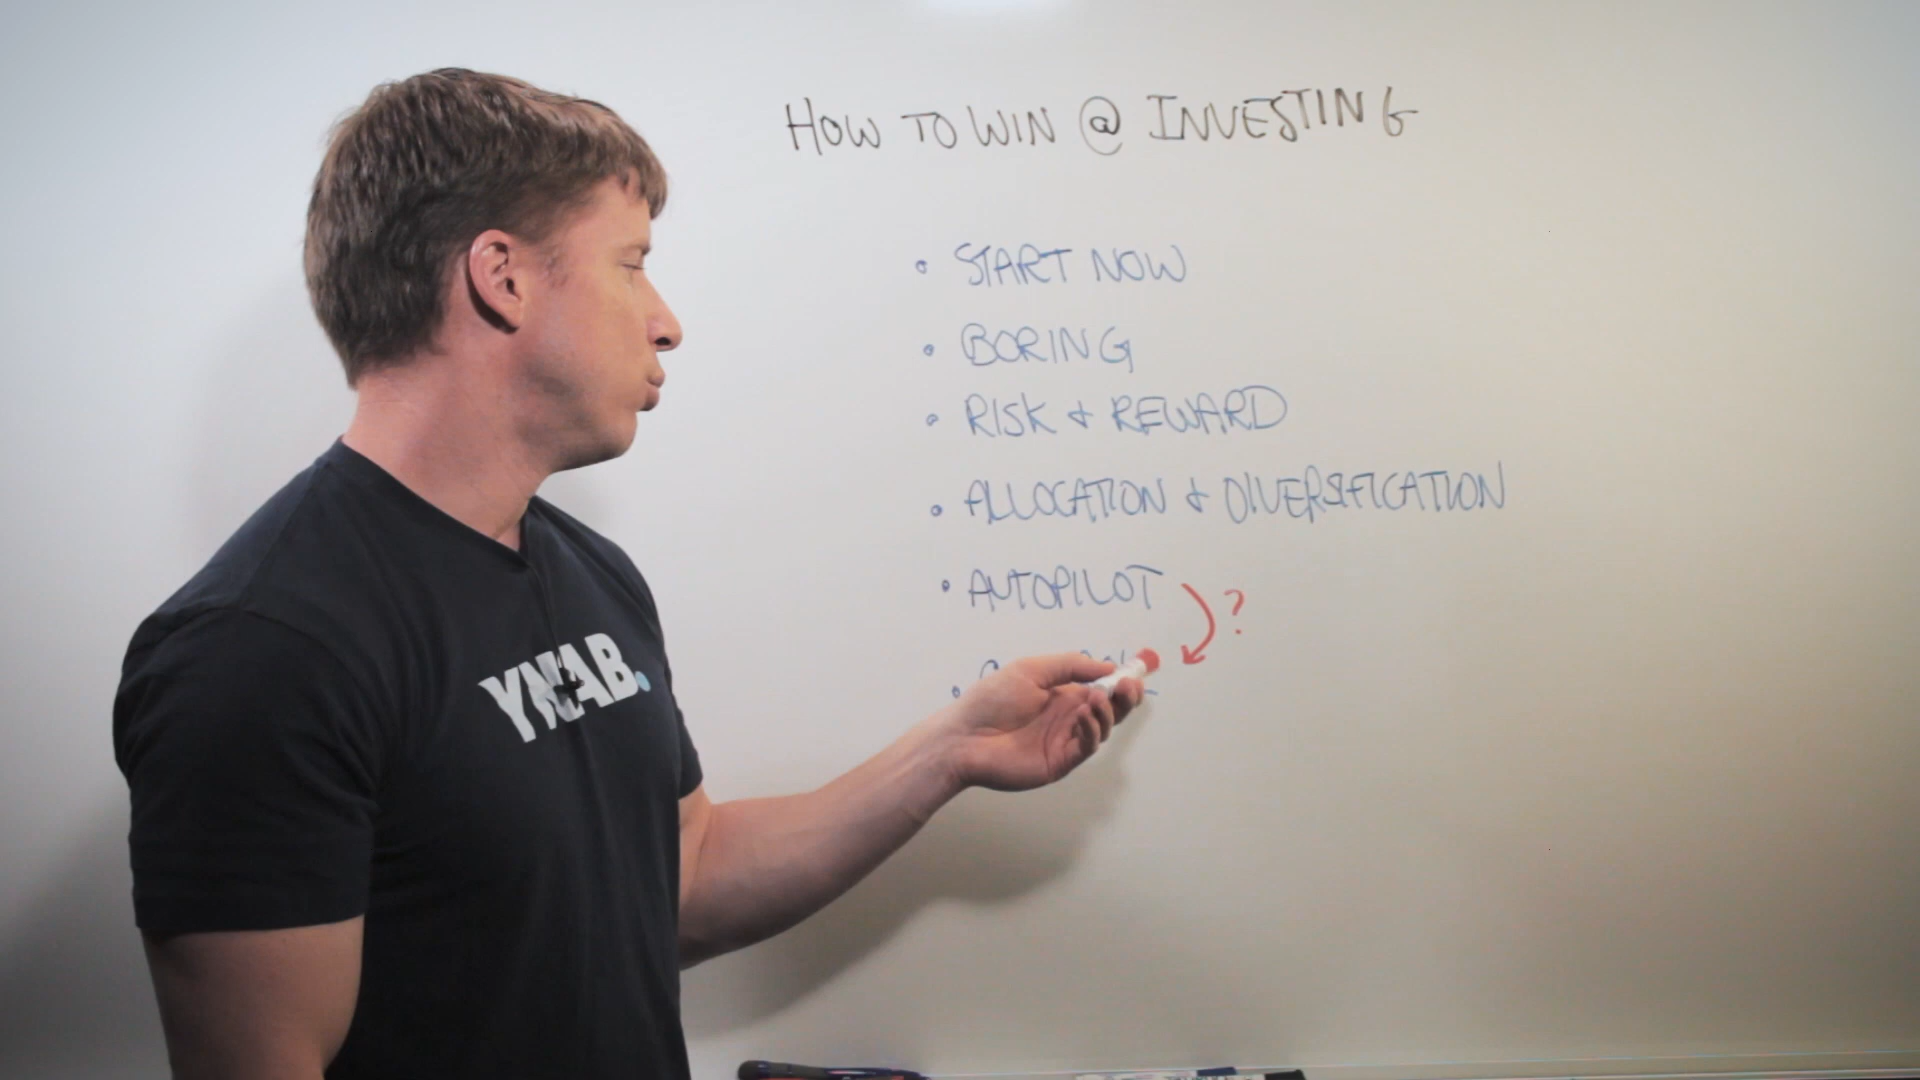 HOW TO WIN @ INVESTING
• START NOW
• BORING
• RISK & REWARD
• ALLOCATION & DIVERSIFICATION
• AUTOPILOT
?
YNAB.